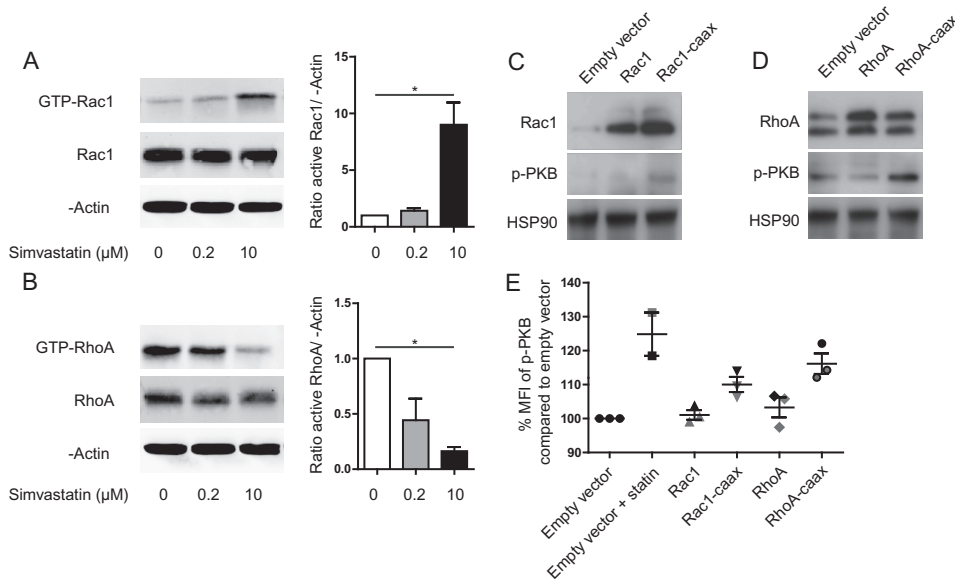 A
GTP-Rac1
Rac1
-Actin
Simvastatin (µM) 0 0.2 10
Ratio active Rac1/ -Actin
15
10
5
0
*
0 0.2 10
B
GTP-RhoA
RhoA
-Actin
Simvastatin (µM) 0 0.2 10
Ratio active RhoA/ -Actin
1.5
1.0
0.5
0.0
*
0 0.2 10
C
Empty vector
Rac1
Rac1-caax
Rac1
p-PKB
HSP90
D
Empty vector
RhoA
RhoA-caax
RhoA
p-PKB
HSP90
E
% MFI of p-PKB
compared to empty vector
140
130
120
110
100
90
Empty vector
Empty vector + statin
Rac1
Rac1-caax
RhoA
RhoA-caax